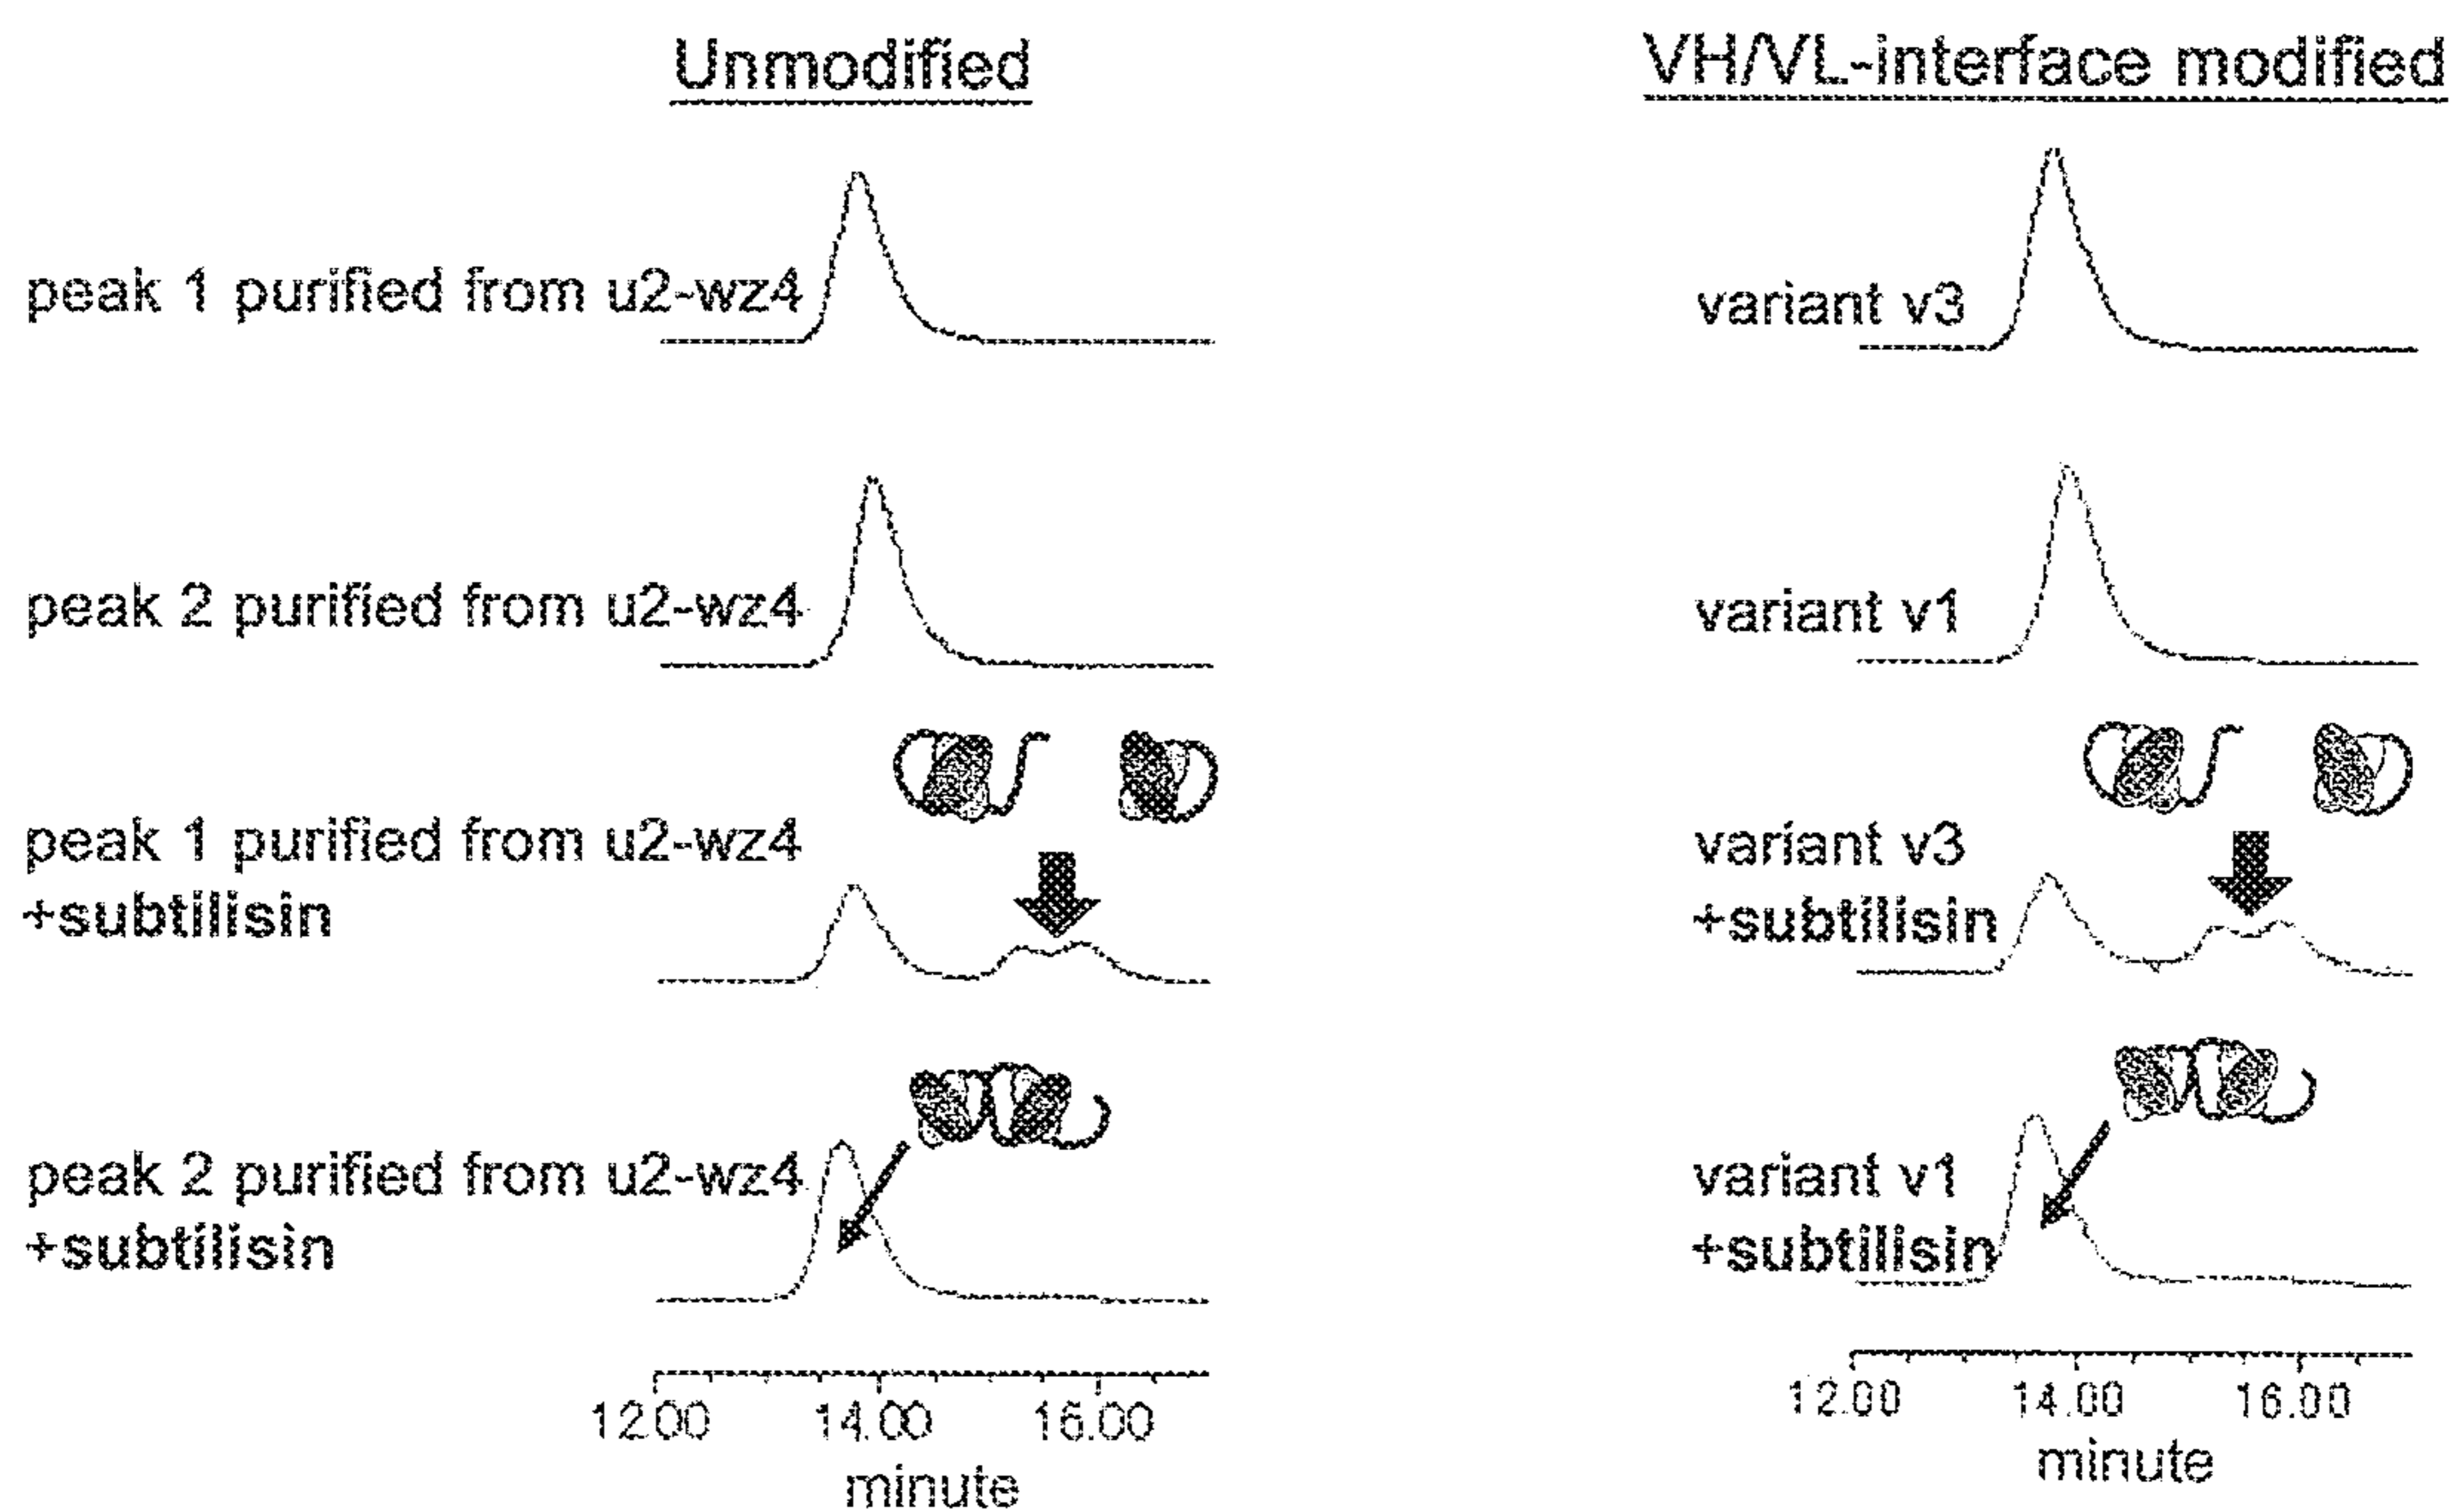 Unmodified
VH/VL-interface modified
peak 1 purified from u2-wz4
variant v3
peak 2 purified from u2-wz4
variant v1
peak 1 purified from u2-wz4
+subtilisin
variant v3
+subtilisin
peak 2 purified from u2-wz4
+subtilisin
variant v1
+subtilisin
12.00 14.00 16.00
minute
12.00 14.00 16.00
minute